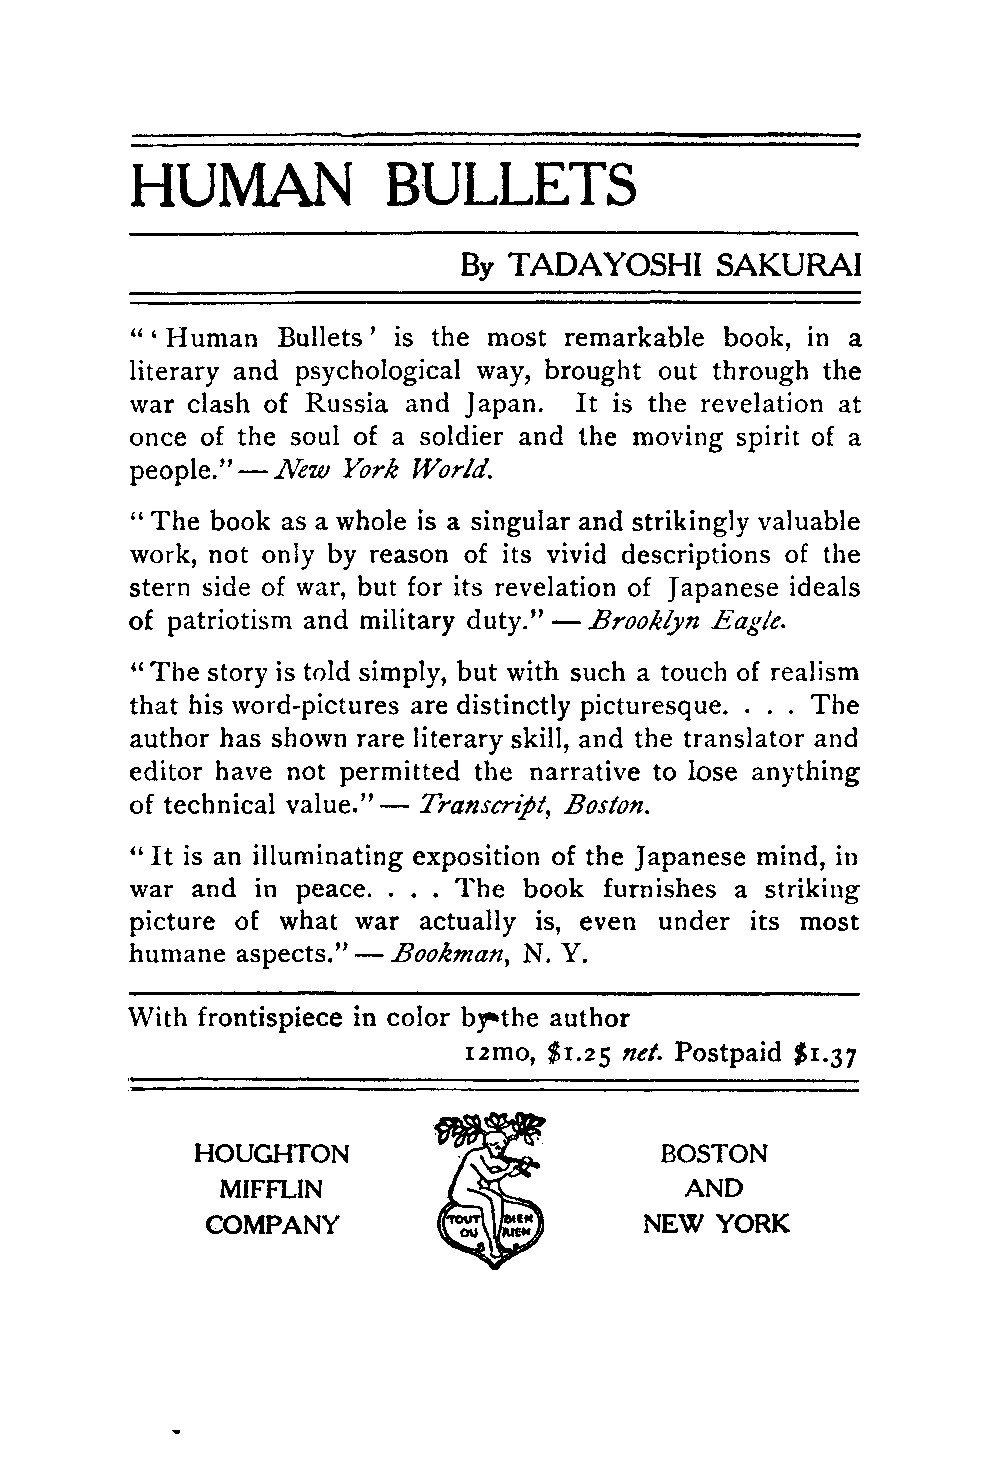 HUMAN BULLETS
By TADAYOSHI SAKURAI
“‘Human Bullets’ is the most remarkable book, in a
literary and psychological way, brought out through the
war clash of Russia and Japan. It is the revelation at
once of the soul of a soldier and the moving spirit of a
people.”—New York World.
“The book as a whole is a singular and strikingly valuable
work, not only by reason of its vivid descriptions of the
stern side of war, but for its revelation of Japanese ideals
of patriotism and military duty.”—Brooklyn Eagle.
“The story is told simply, but with such a touch of realism
that his word-pictures are distinctly picturesque. . . . The
author has shown rare literary skill, and the translator and
editor have not permitted the narrative to lose anything
of technical value.”—Transcript, Boston.
“It is an illuminating exposition of the Japanese mind, in
war and in peace. . . . The book furnishes a striking
picture of what war actually is, even under its most
humane aspects.”—Bookman, N. Y.
With frontispiece in color by the author
12mo, $1.25 net. Postpaid $1.37
HOUGHTON
MIFFLIN
COMPANY
TOUT BIEN
OU RIEN
BOSTON
AND
NEW YORK